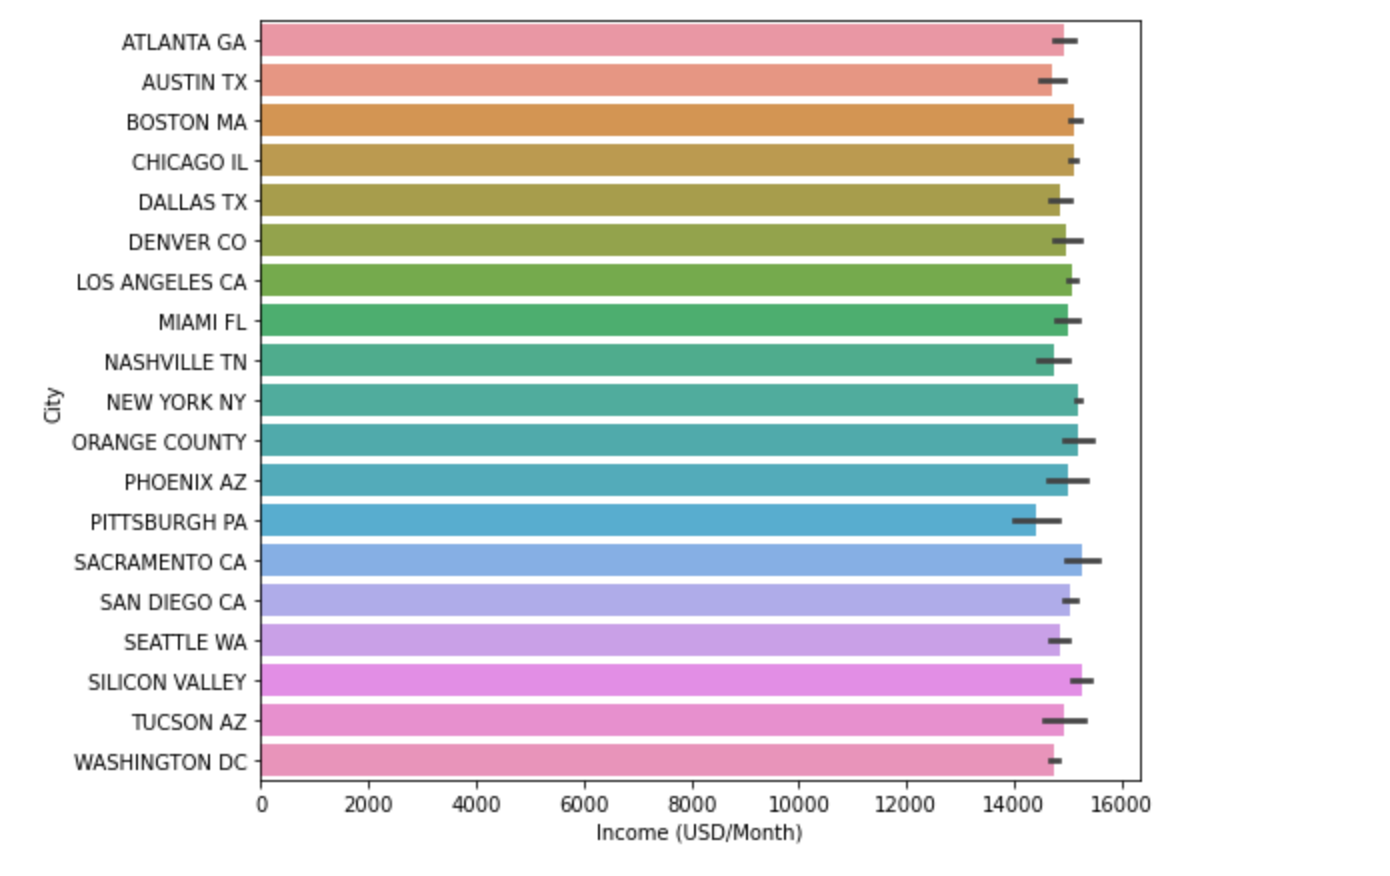 ATLANTA GA
AUSTIN TX
BOSTON MA
CHICAGO IL
DALLAS TX
DENVER CO
LOS ANGELES CA
MIAMI FL
NASHVILLE TN
NEW YORK NY
ORANGE COUNTY
PHOENIX AZ
PITTSBURGH PA
SACRAMENTO CA
SAN DIEGO CA
SEATTLE WA
SILICON VALLEY
TUCSON AZ
WASHINGTON DC
City
0 2000 4000 6000 8000 10000 12000 14000 16000
Income (USD/Month)